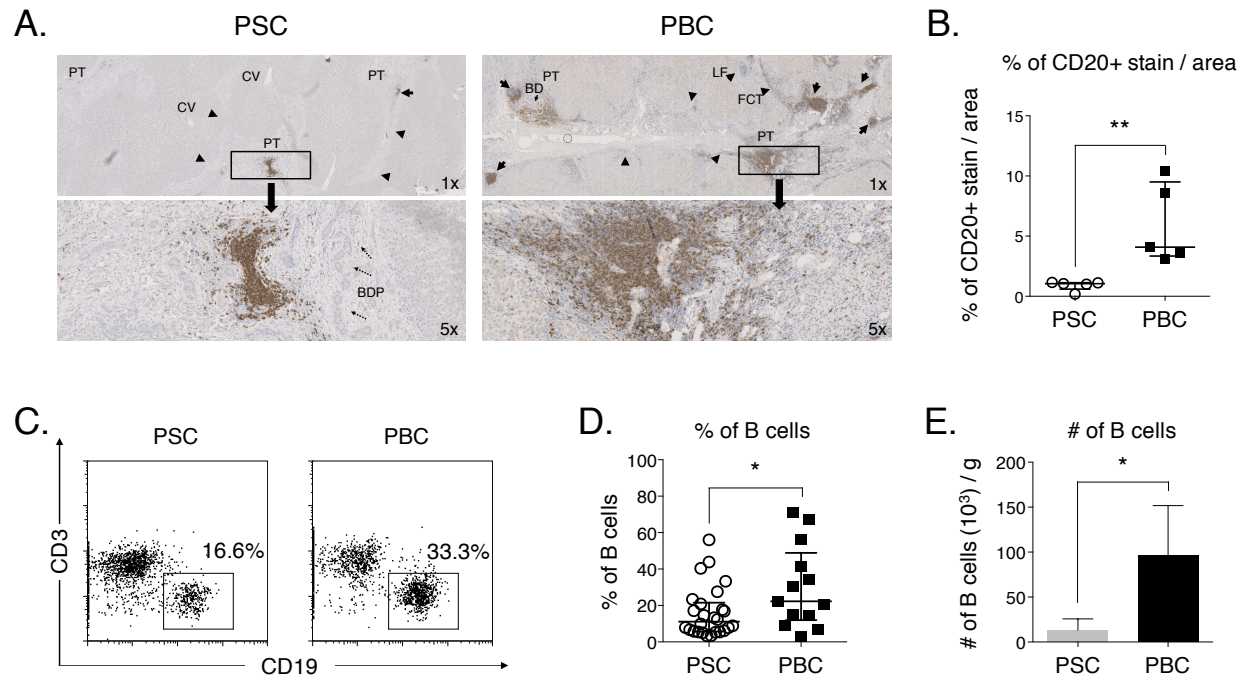 A.
PSC
PBC
PT
CV
PT
CV
PT
1x
BDP
5x
PT
BD
LF
FCT
PT
1x
5x
B.
% of CD20+ stain / area
% of CD20+ stain / area
15
10
5
0
**
PSC
PBC
C.
PSC
PBC
CD3
16.6%
33.3%
CD19
D.
% of B cells
% of B cells
100
80
60
40
20
0
*
PSC
PBC
E.
# of B cells
# of B cells (10³) / g
200
150
100
50
0
*
PSC
PBC